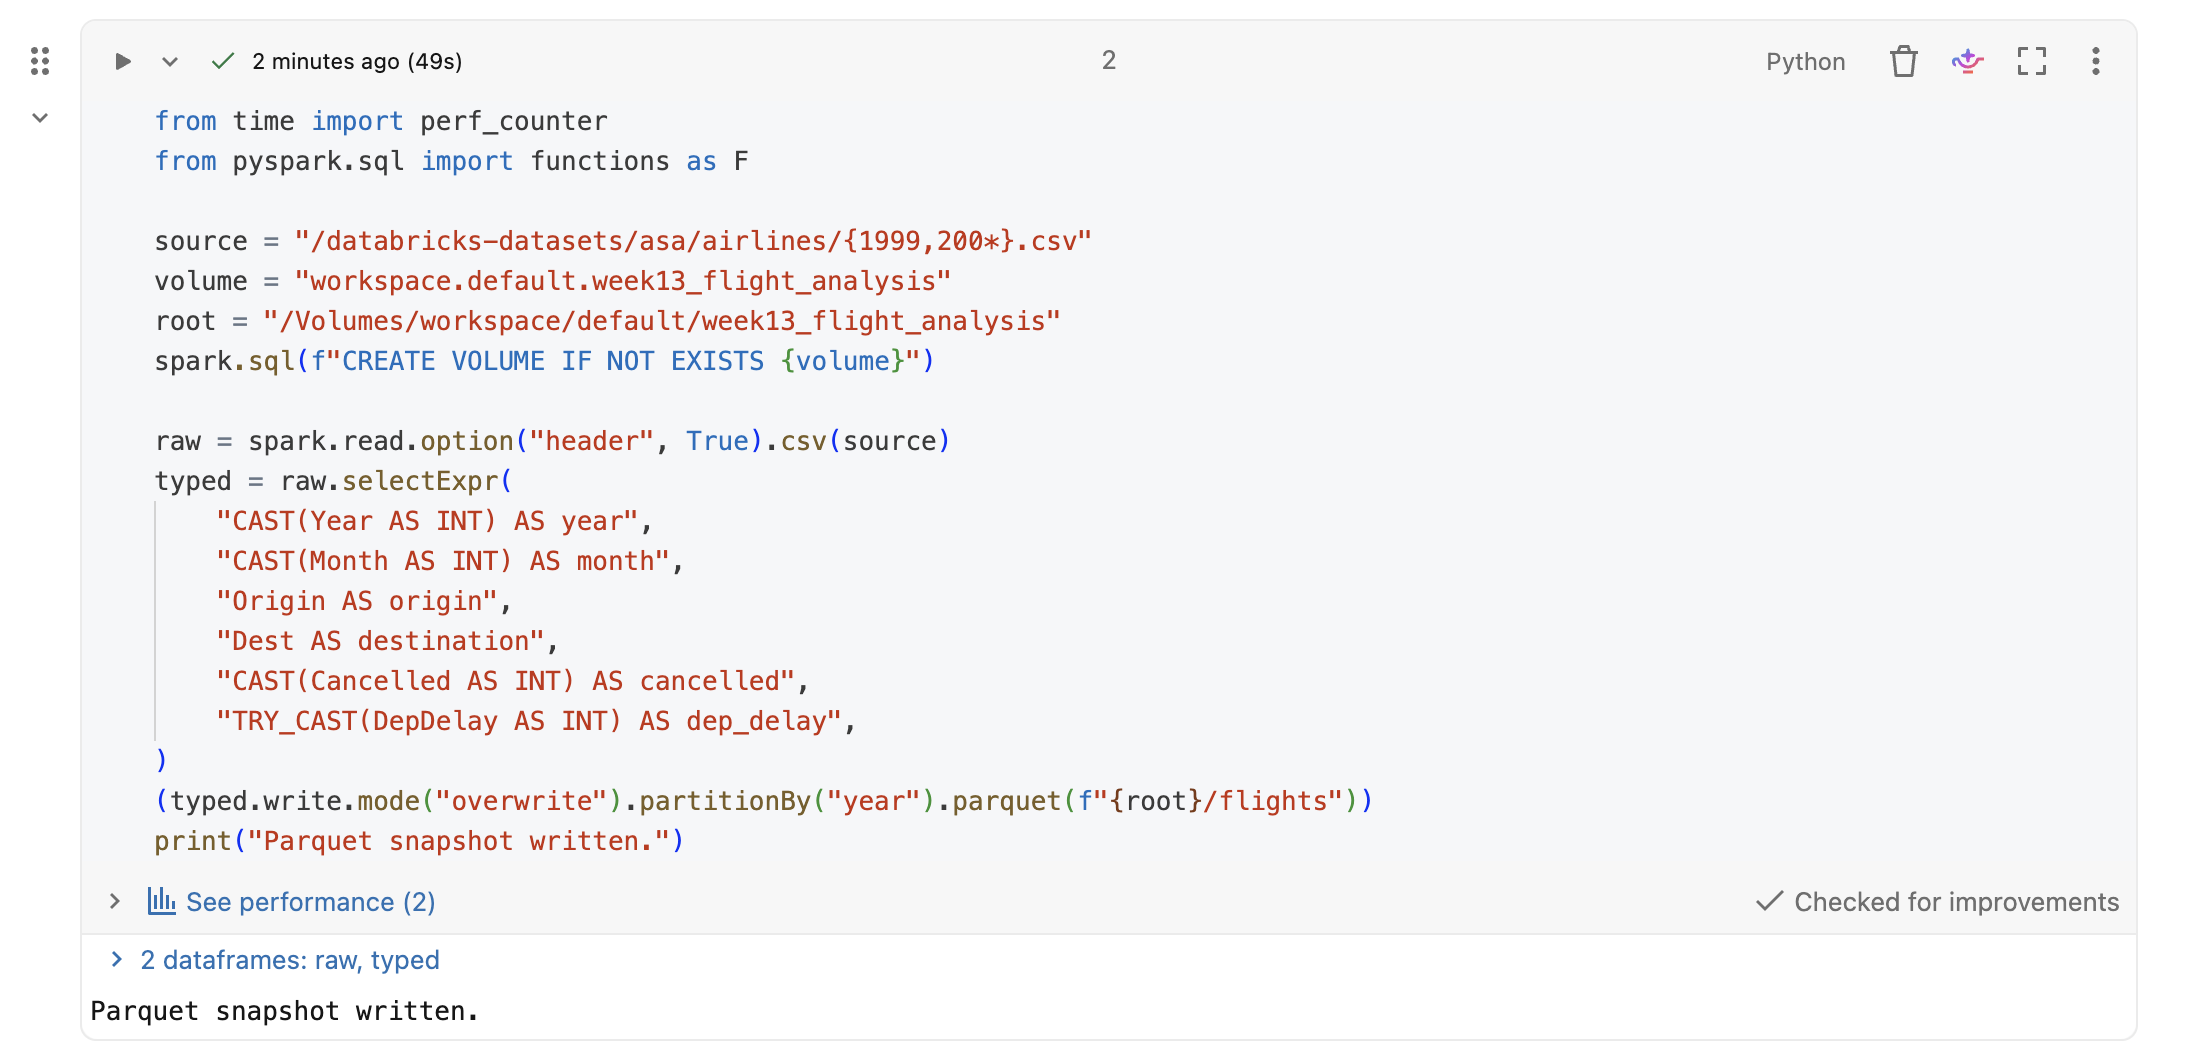 2 minutes ago (49s)
2
Python
from time import perf_counter
from pyspark.sql import functions as F

source = "/databricks-datasets/asa/airlines/{1999,200*}.csv"
volume = "workspace.default.week13_flight_analysis"
root = "/Volumes/workspace/default/week13_flight_analysis"
spark.sql(f"CREATE VOLUME IF NOT EXISTS {volume}")

raw = spark.read.option("header", True).csv(source)
typed = raw.selectExpr(
    "CAST(Year AS INT) AS year",
    "CAST(Month AS INT) AS month",
    "Origin AS origin",
    "Dest AS destination",
    "CAST(Cancelled AS INT) AS cancelled",
    "TRY_CAST(DepDelay AS INT) AS dep_delay",
)
(typed.write.mode("overwrite").partitionBy("year").parquet(f"{root}/flights"))
print("Parquet snapshot written.")
See performance (2)
Checked for improvements
2 dataframes: raw, typed
Parquet snapshot written.